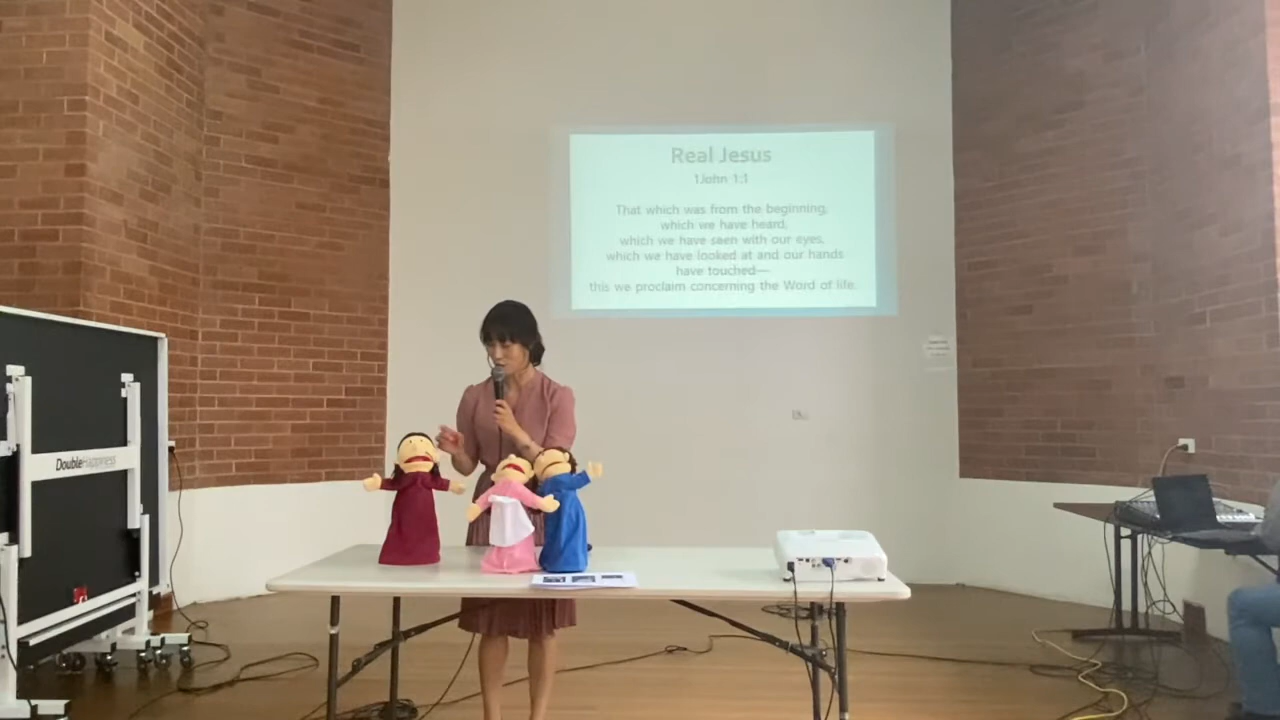 Real Jesus
1John 1:1
That which was from the beginning,
which we have heard,
which we have seen with our eyes,
which we have looked at and our hands
have touched—
this we proclaim concerning the Word of life.
DoubleHappiness